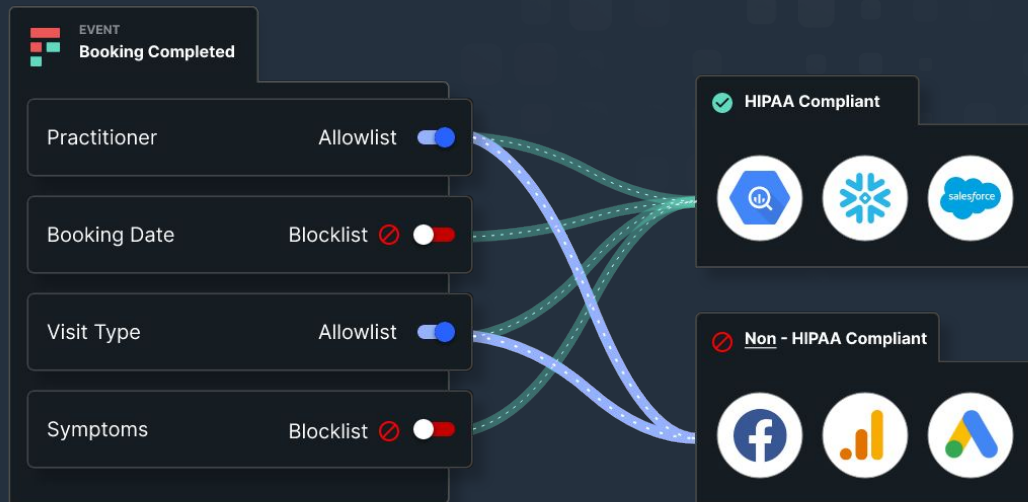 EVENT
Booking Completed
Practitioner Allowlist
Booking Date Blocklist
Visit Type Allowlist
Symptoms Blocklist
HIPAA Compliant
salesforce
Non - HIPAA Compliant